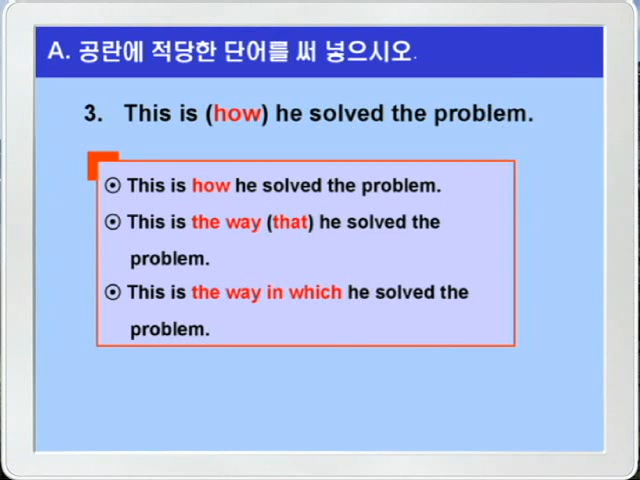 A. 공란에 적당한 단어를 써 넣으시오.
3. This is (how) he solved the problem.
⊙ This is how he solved the problem.
⊙ This is the way (that) he solved the
problem.
⊙ This is the way in which he solved the
problem.